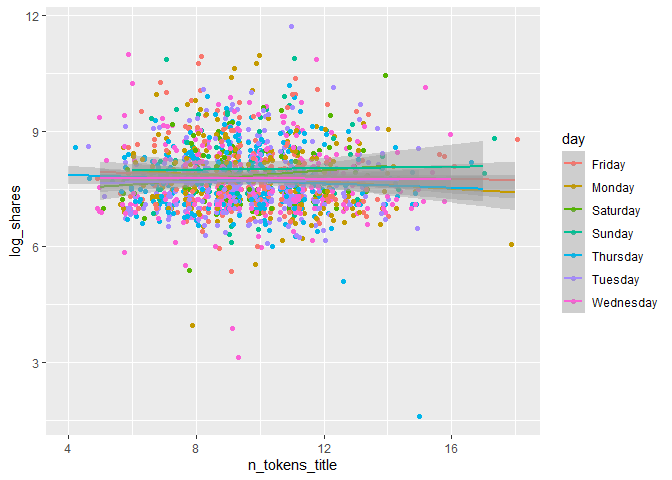 12
9
6
3
log_shares
4
8
12
16
n_tokens_title
day
Friday
Monday
Saturday
Sunday
Thursday
Tuesday
Wednesday